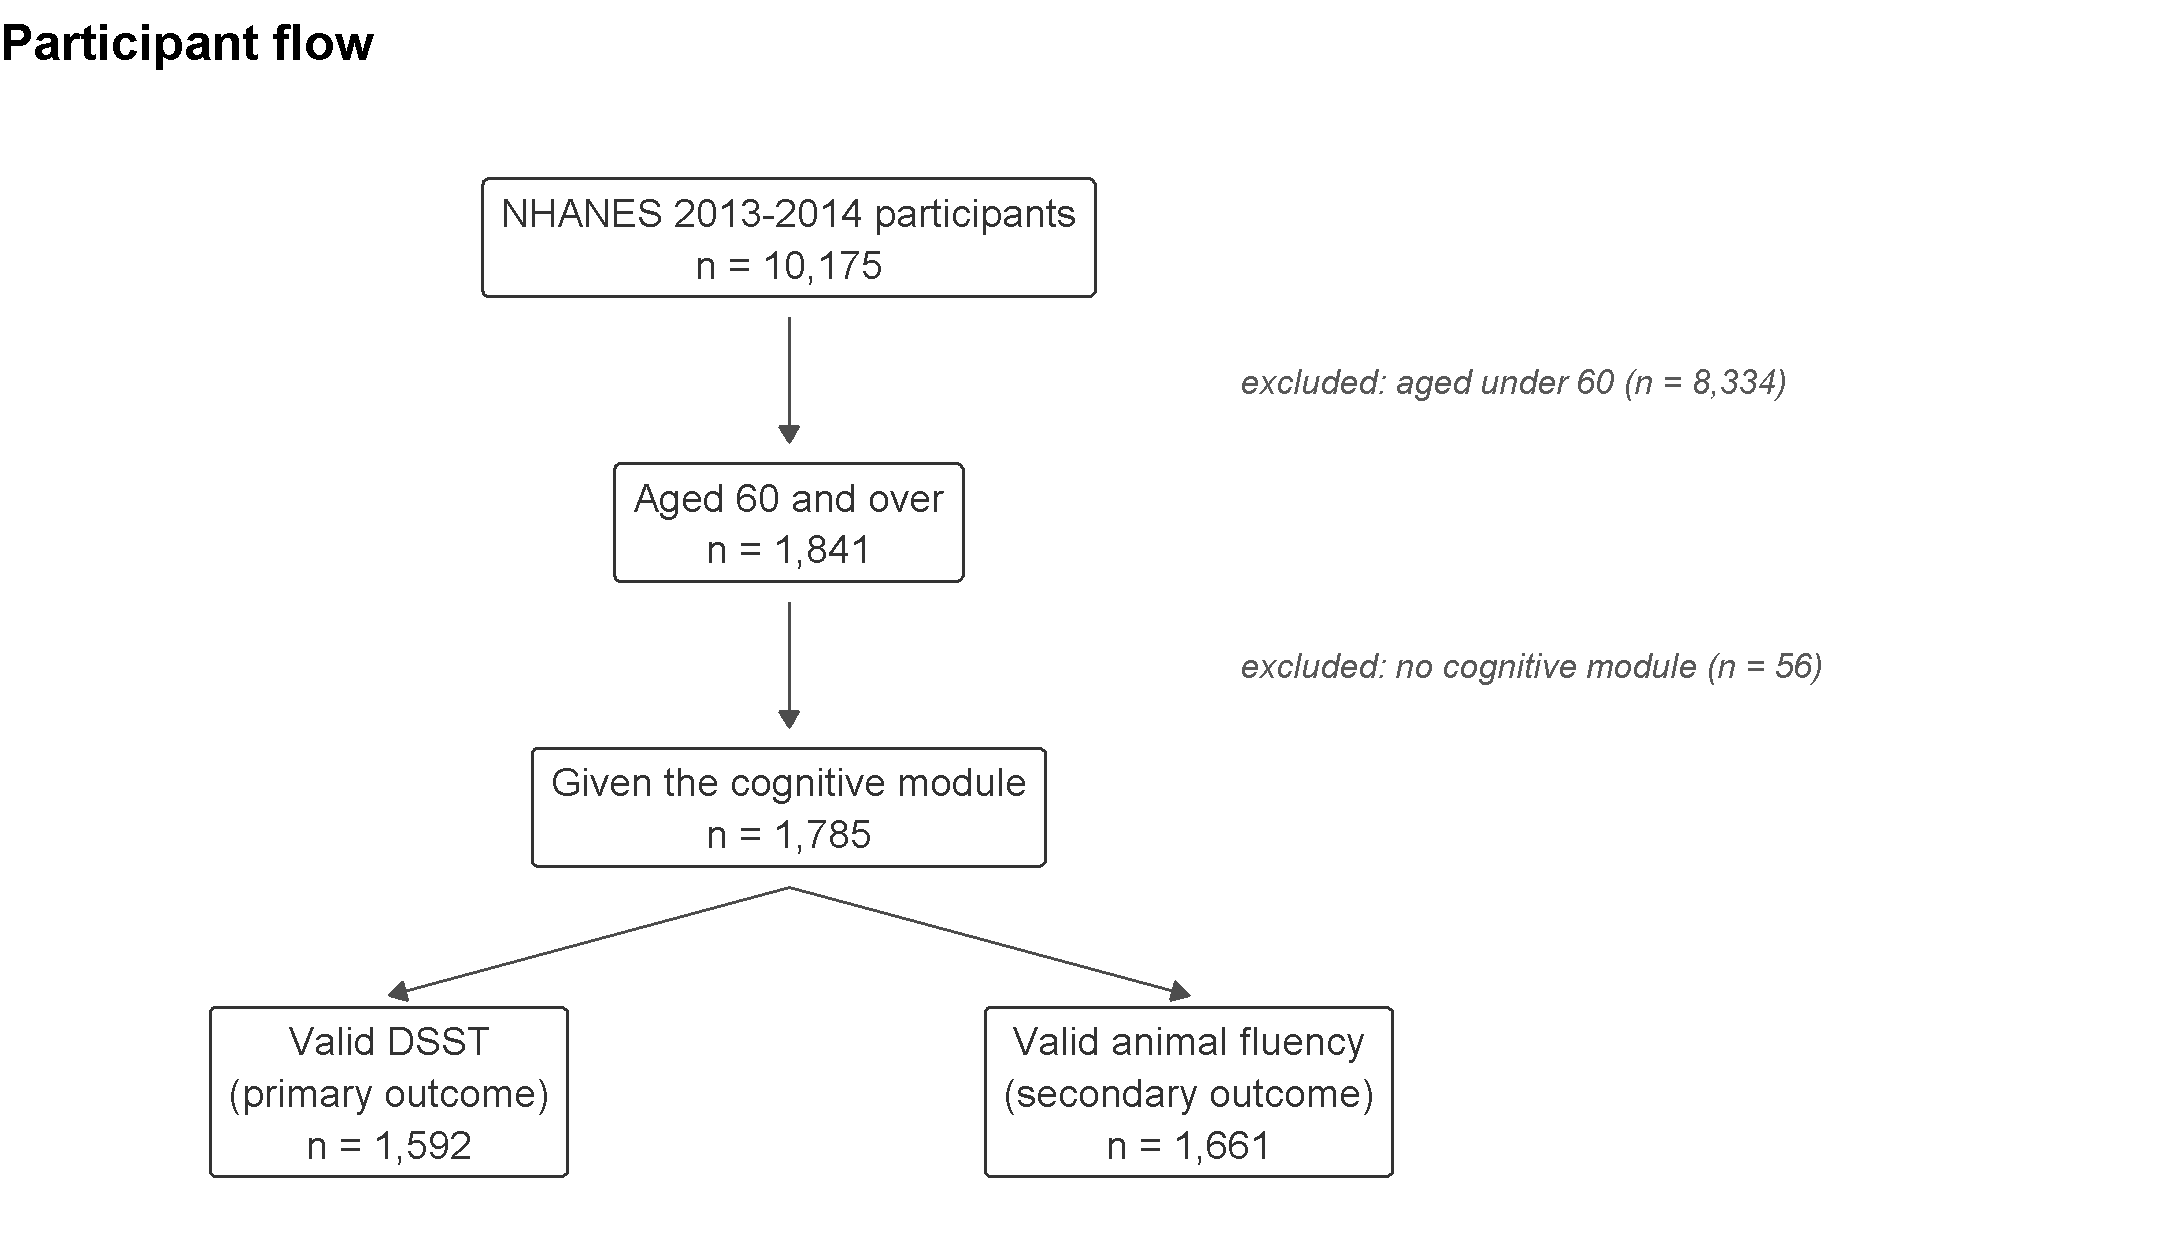 Participant flow
NHANES 2013-2014 participants
n = 10,175
excluded: aged under 60 (n = 8,334)
Aged 60 and over
n = 1,841
excluded: no cognitive module (n = 56)
Given the cognitive module
n = 1,785
Valid DSST
(primary outcome)
n = 1,592
Valid animal fluency
(secondary outcome)
n = 1,661